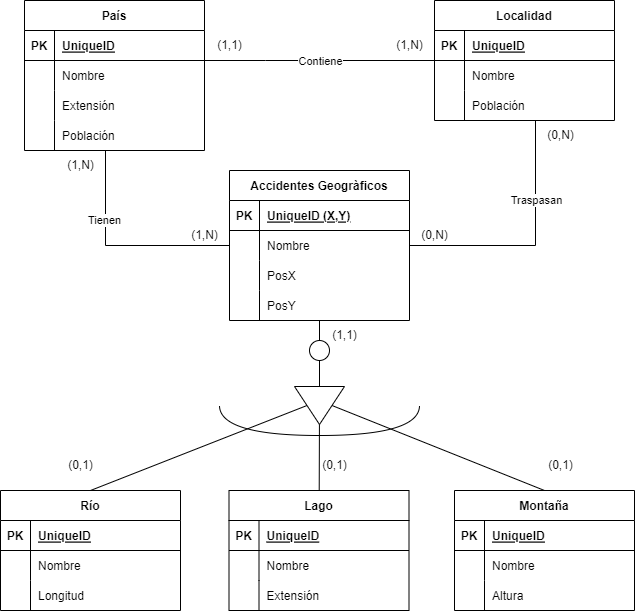 País
PK UniqueID
Nombre
Extensión
Población
(1,1)
Contiene
(1,N)
Localidad
PK UniqueID
Nombre
Población
(1,N)
Tienen
(1,N)
(0,N)
Traspasan
(0,N)
Accidentes Geogràficos
PK UniqueID (X,Y)
Nombre
PosX
PosY
(1,1)
(0,1)
(0,1)
(0,1)
Río
PK UniqueID
Nombre
Longitud
Lago
PK UniqueID
Nombre
Extensión
Montaña
PK UniqueID
Nombre
Altura